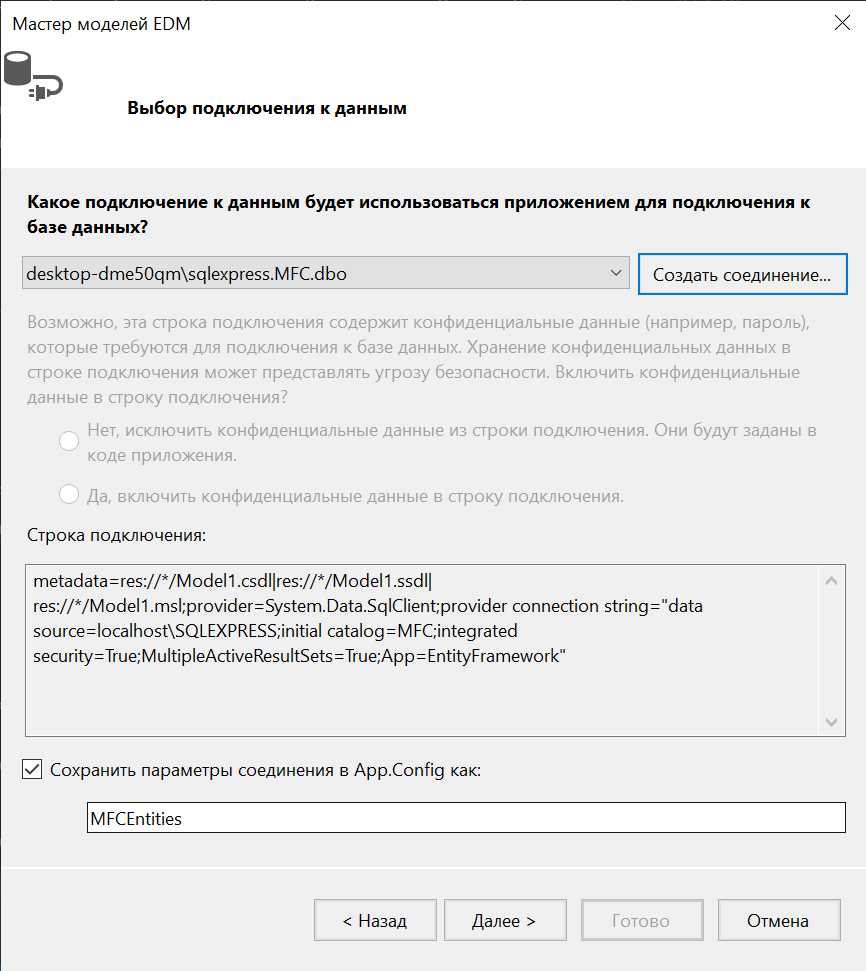 Мастер моделей EDM
Выбор подключения к данным
Какое подключение к данным будет использоваться приложением для подключения к
базе данных?
desktop-dme50qm\sqlexpress.MFC.dbo
Создать соединение...
Возможно, эта строка подключения содержит конфиденциальные данные (например, пароль),
которые требуются для подключения к базе данных. Хранение конфиденциальных данных в
строке подключения может представлять угрозу безопасности. Включить конфиденциальные
данные в строку подключения?
Нет, исключить конфиденциальные данные из строки подключения. Они будут заданы в
коде приложения.
Да, включить конфиденциальные данные в строку подключения.
Строка подключения:
metadata=res://*/Model1.csdl|res://*/Model1.ssdl|
res://*/Model1.msl;provider=System.Data.SqlClient;provider connection string="data
source=localhost\SQLEXPRESS;initial catalog=MFC;integrated
security=True;MultipleActiveResultSets=True;App=EntityFramework"
Сохранить параметры соединения в App.Config как:
MFCEntities
< Назад
Далее >
Готово
Отмена